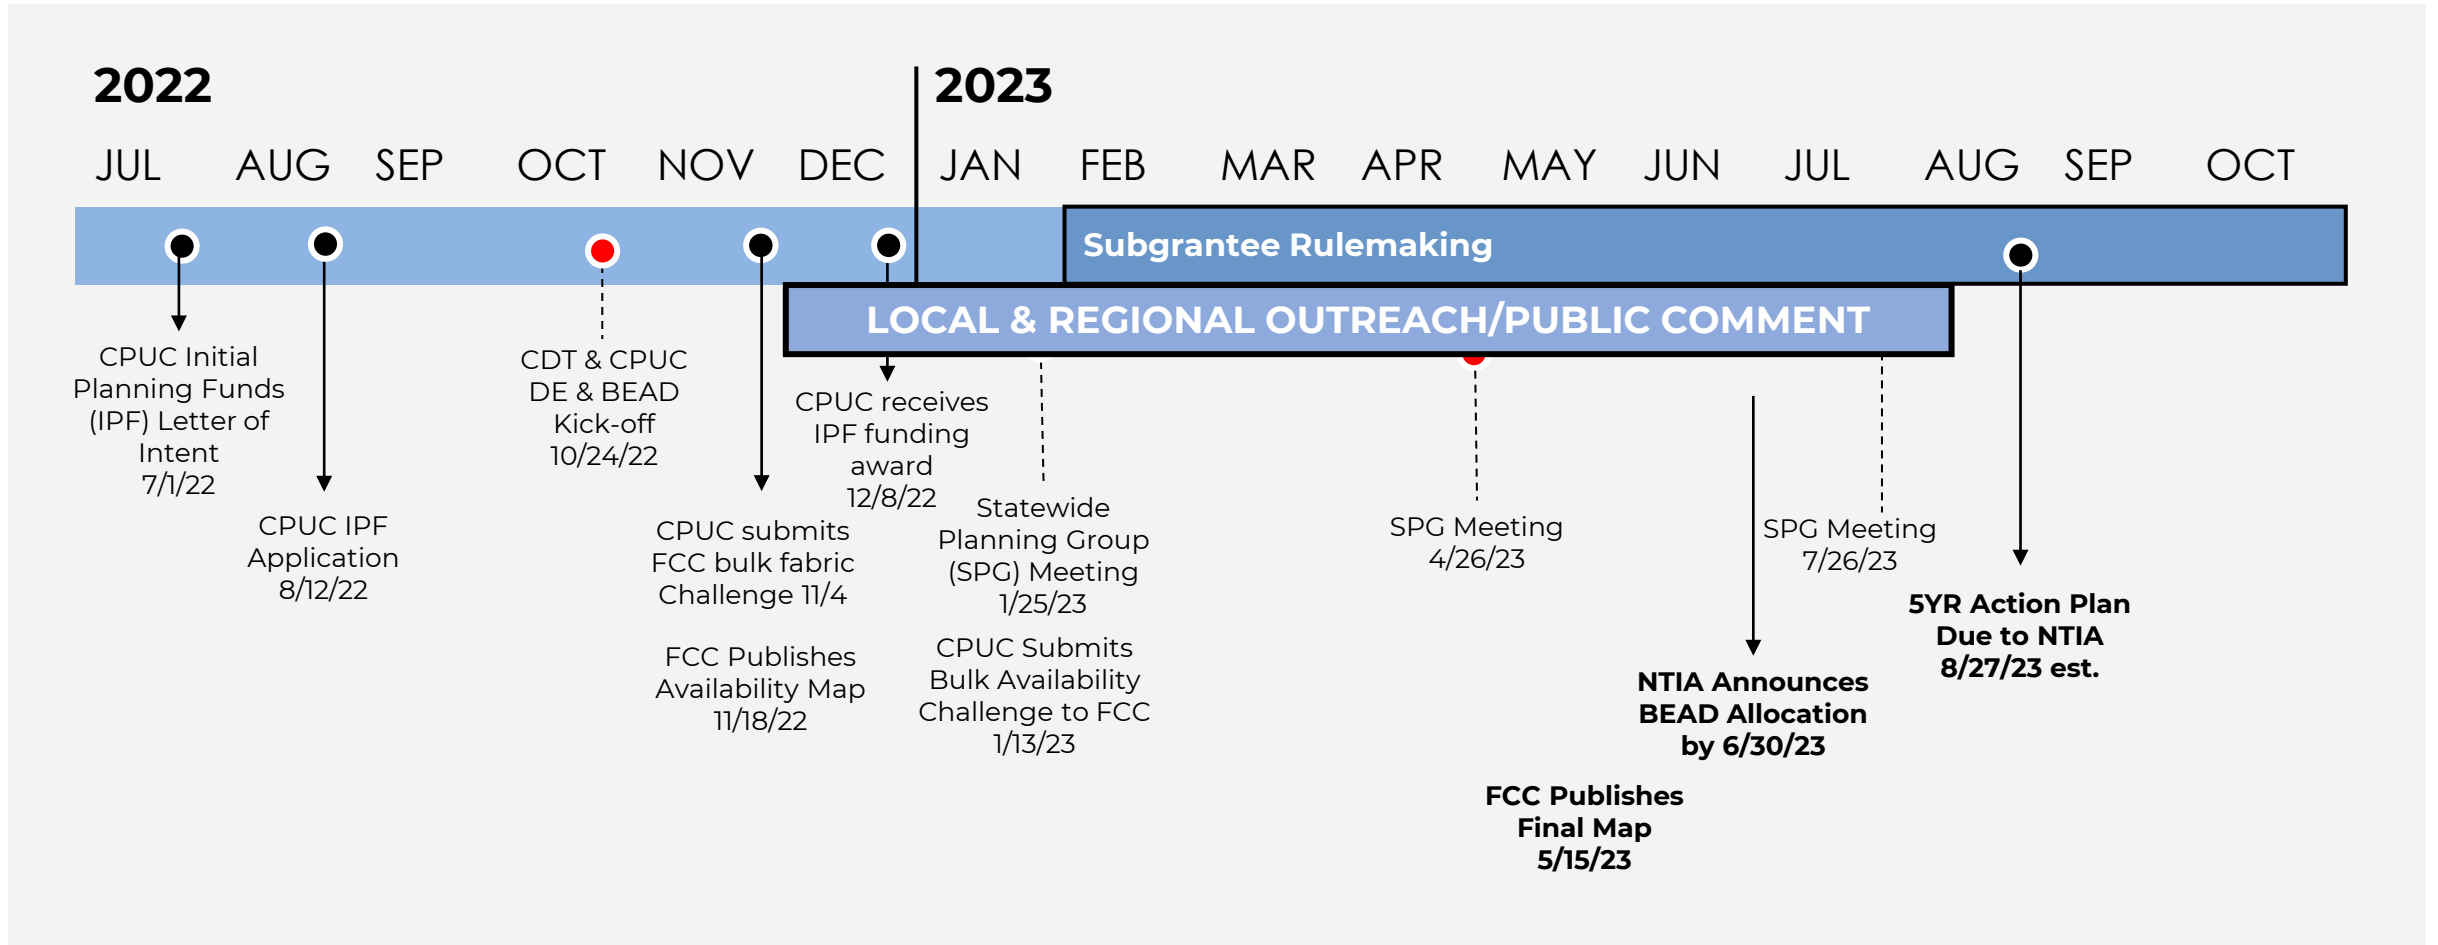 2022
2023
JUL AUG SEP OCT NOV DEC JAN FEB MAR APR MAY JUN JUL AUG SEP OCT
Subgrantee Rulemaking
LOCAL & REGIONAL OUTREACH/PUBLIC COMMENT
CPUC Initial
Planning Funds
(IPF) Letter of
Intent
7/1/22
CPUC IPF
Application
8/12/22
CDT & CPUC
DE & BEAD
Kick-off
10/24/22
CPUC submits
FCC bulk fabric
Challenge 11/4
FCC Publishes
Availability Map
11/18/22
CPUC receives
IPF funding
award
12/8/22
Statewide
Planning Group
(SPG) Meeting
1/25/23
CPUC Submits
Bulk Availability
Challenge to FCC
1/13/23
SPG Meeting
4/26/23
FCC Publishes
Final Map
5/15/23
NTIA Announces
BEAD Allocation
by 6/30/23
SPG Meeting
7/26/23
5YR Action Plan
Due to NTIA
8/27/23 est.